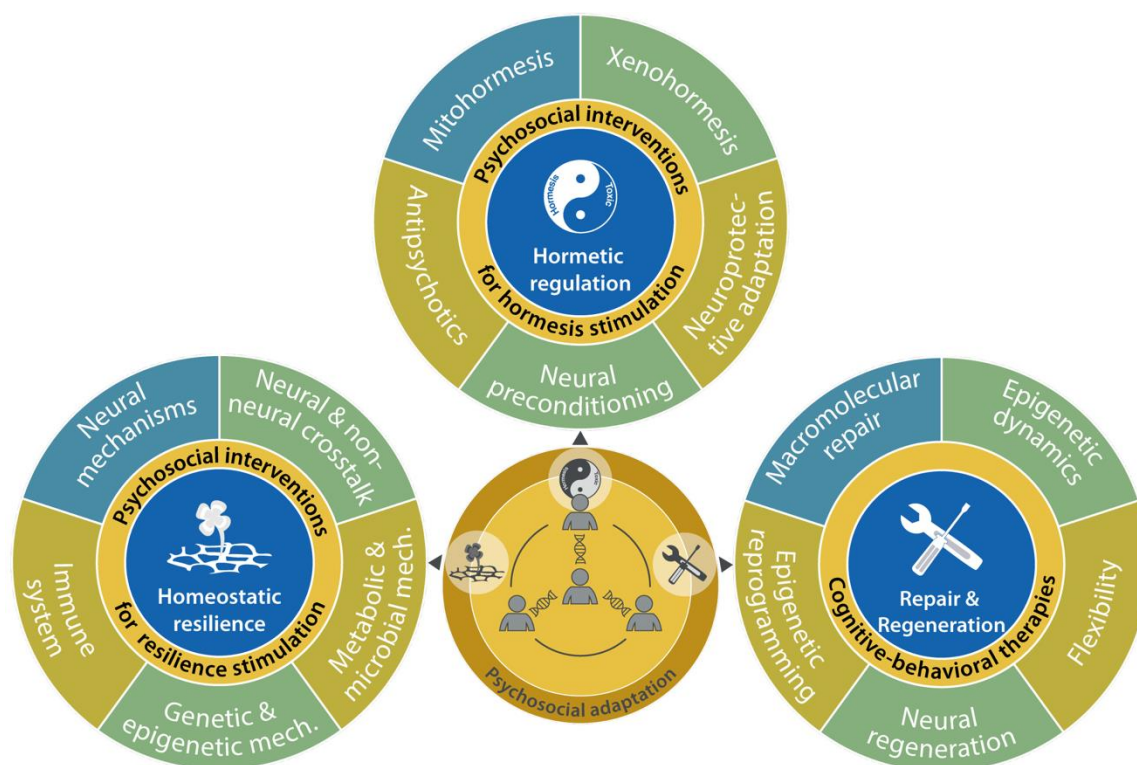 Mitohormesis
Xenohormesis
Psychosocial interventions
Hormesis
Toxic
Hormetic
regulation
for hormesis stimulation
Antipsychotics
Neuroprotec-
tive adaptation
Neural
preconditioning
Neural
mechanisms
Neural & non-
neural crosstalk
Psychosocial interventions
Homeostatic
resilience
for resilience stimulation
Immune
system
Metabolic &
microbial mech.
Genetic &
epigenetic mech.
Hormesis
Toxic
Psychosocial adaptation
Macromolecular
repair
Epigenetic
dynamics
Repair &
Regeneration
Cognitive-behavioral therapies
Epigenetic
reprogramming
Flexibility
Neural
regeneration